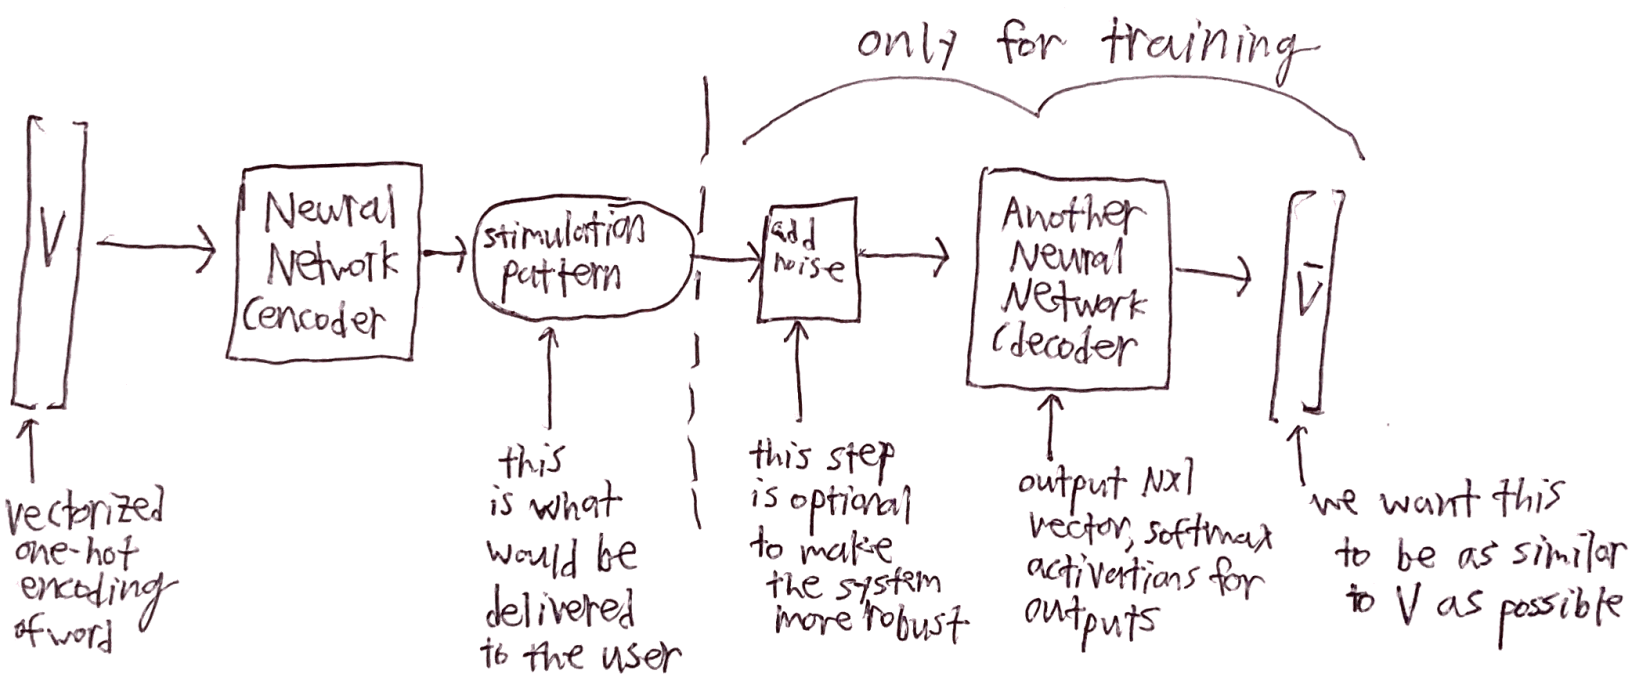 only for training
V
Neural
Network
(encoder
stimulation
pattern
add
noise
Another
Neural
Network
(decoder
V̄
vectorized
one-hot
encoding
of word
this
is what
would be
delivered
to the user
this step
is optional
to make
the system
more robust
output Nx1
vector, softmax
activations for
outputs
we want this
to be as similar
to V as possible